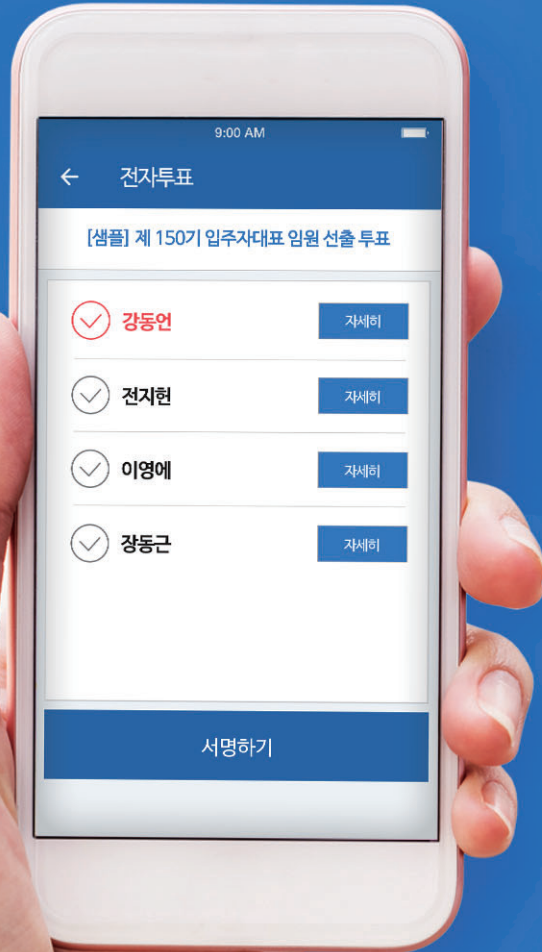 9:00 AM
← 전자투표
[샘플] 제 150기 입주자대표 임원 선출 투표
강동언 자세히
전지헌 자세히
이영에 자세히
장동근 자세히
서명하기